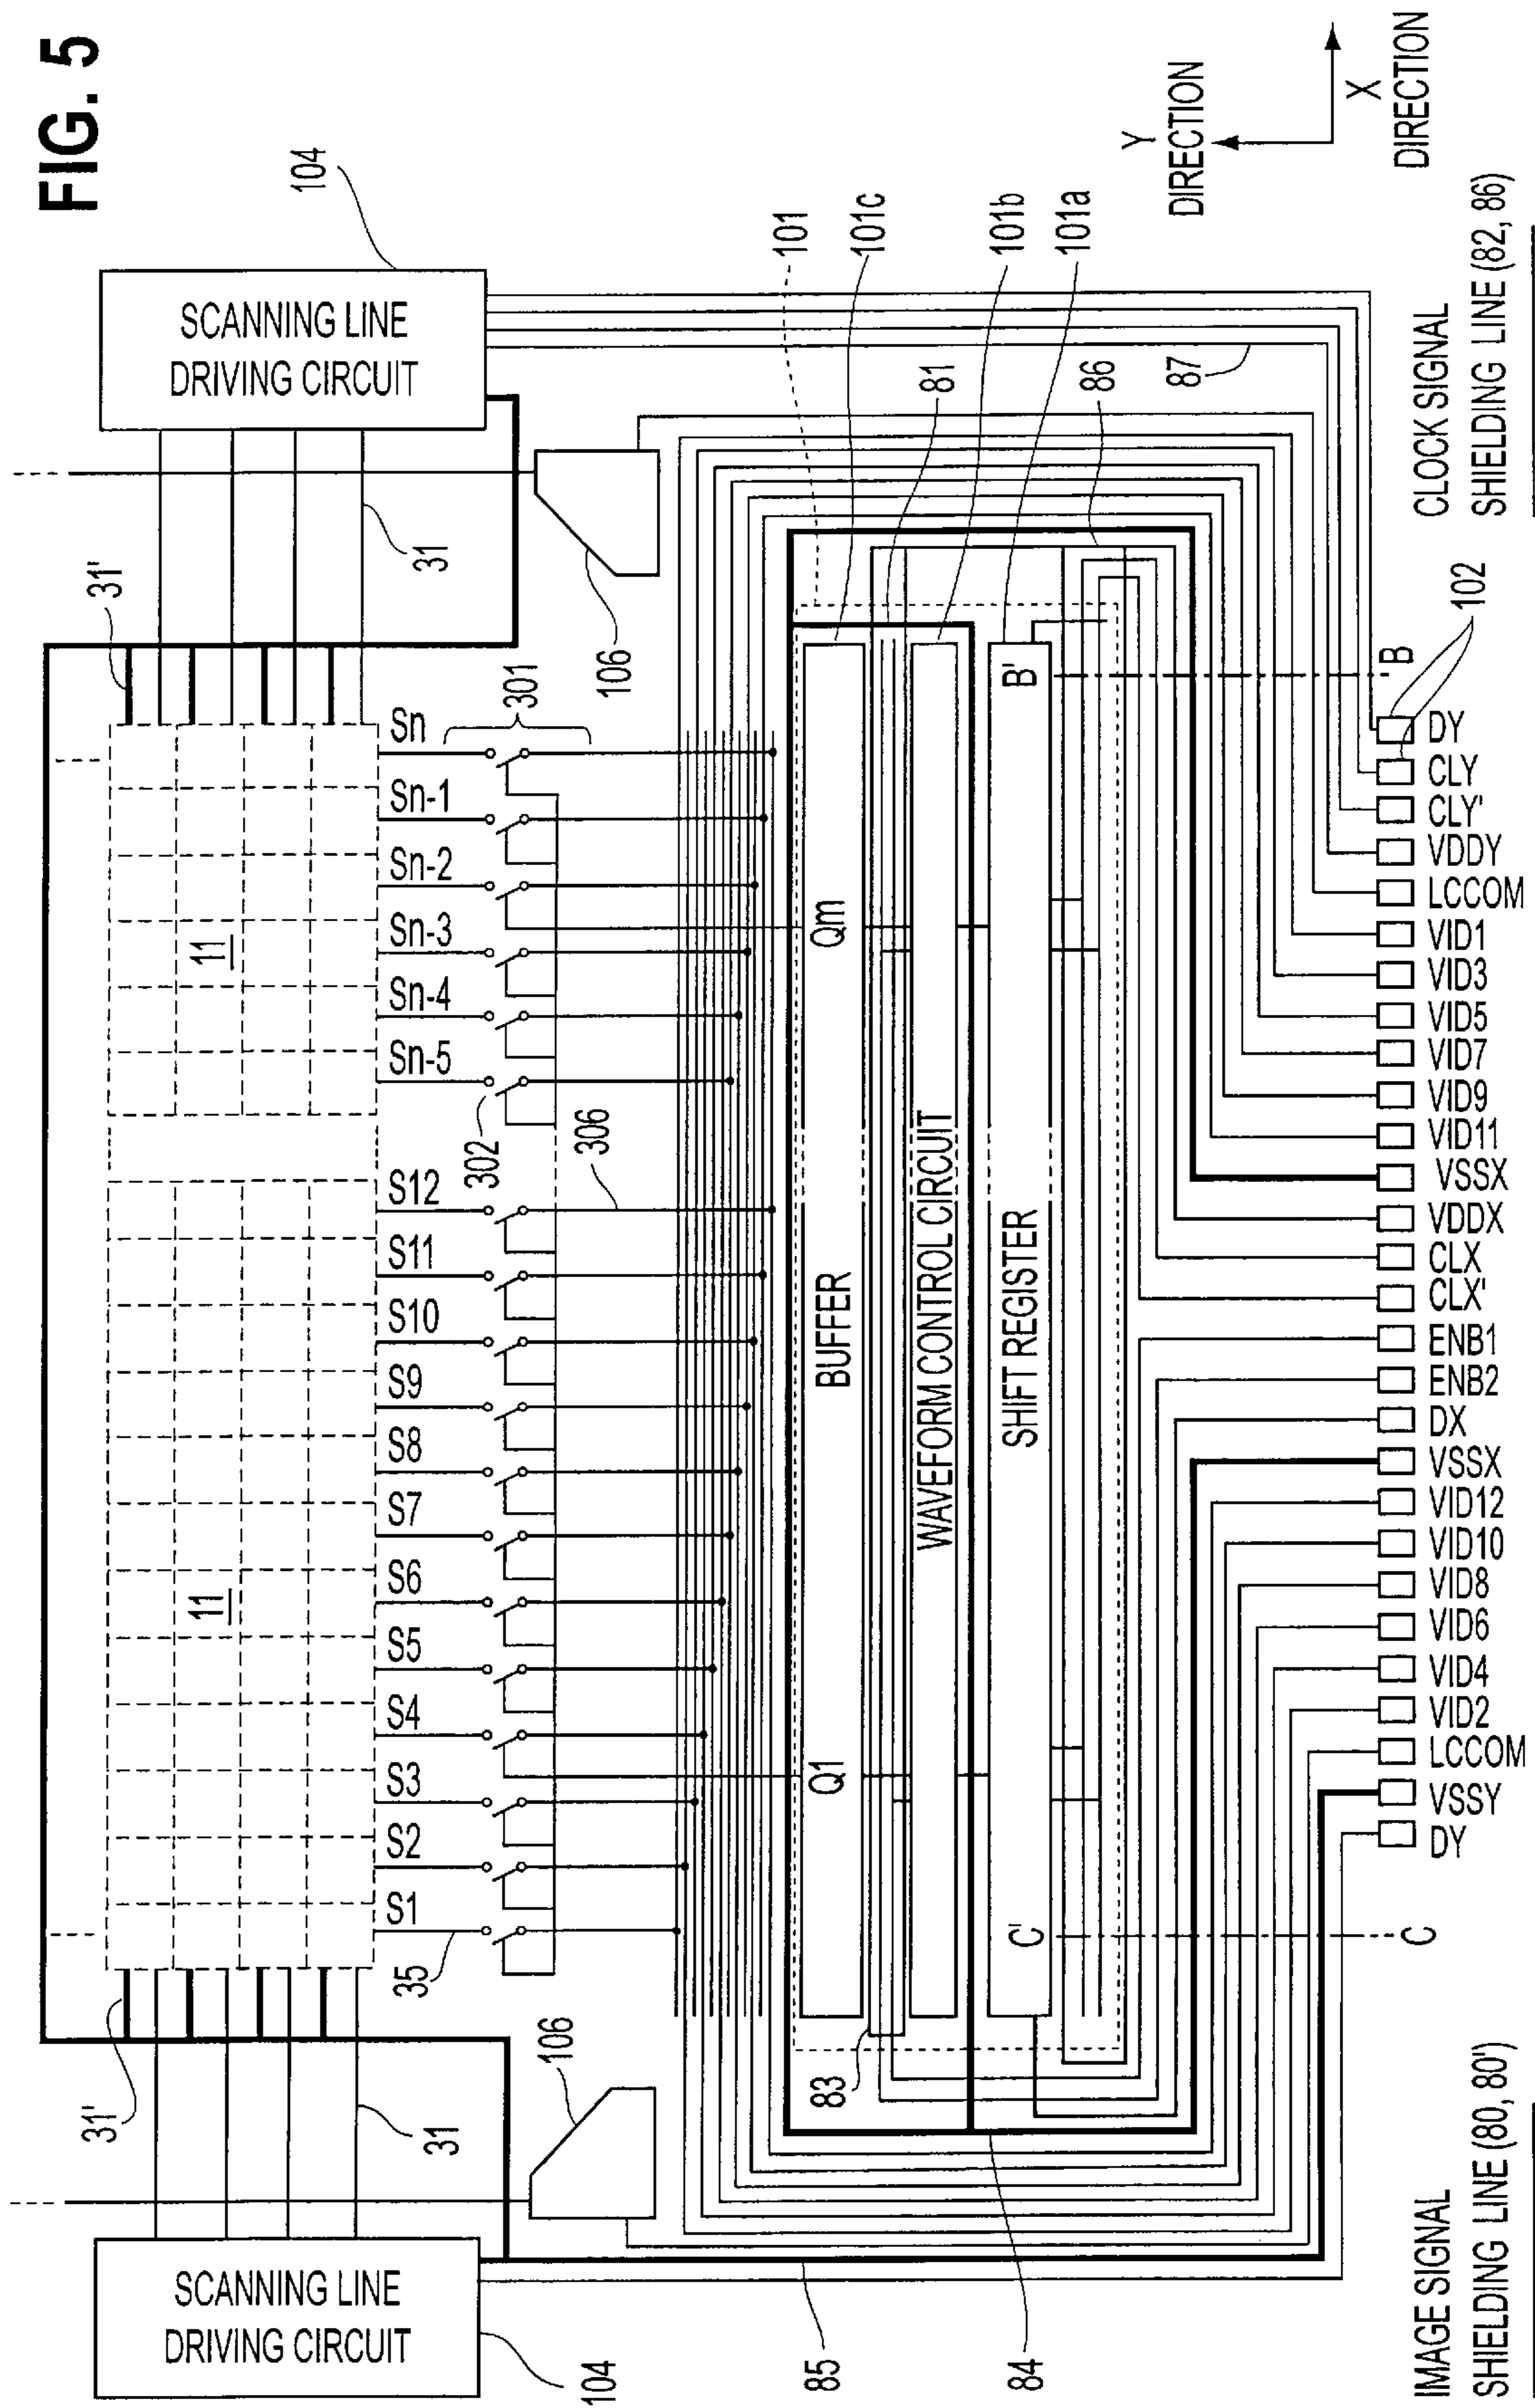 FIG. 5
SCANNING LINE
DRIVING CIRCUIT
104
31'
31
106
SCANNING LINE
DRIVING CIRCUIT
104
31'
31
106
11
11
35
S1
S2
S3
S4
S5
S6
S7
S8
S9
S10
S11
S12
Sn-5
Sn-4
Sn-3
Sn-2
Sn-1
Sn
302
301
306
101
101c
81
101b
101a
86
87
83
Q1
BUFFER
Qm
WAVEFORM CONTROL CIRCUIT
C'
SHIFT REGISTER
B'
85
84
C
B
102
DY
VSSY
LCCOM
VID2
VID4
VID6
VID8
VID10
VID12
VSSX
DX
ENB2
ENB1
CLX'
CLX
VDDX
VSSX
VID11
VID9
VID7
VID5
VID3
VID1
LCCOM
VDDY
CLY'
CLY
DY
Y
DIRECTION
X
DIRECTION
IMAGE SIGNAL
SHIELDING LINE (80, 80')
CLOCK SIGNAL
SHIELDING LINE (82, 86)